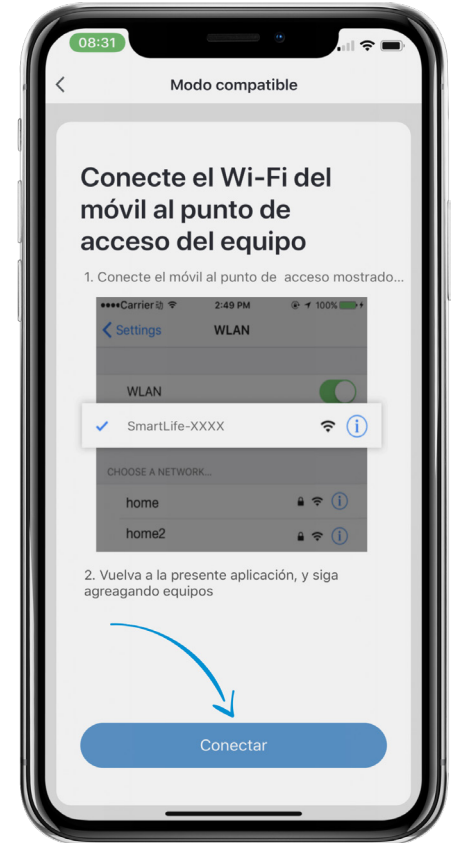 08:31
Modo compatible
Conecte el Wi-Fi del
móvil al punto de
acceso del equipo
1. Conecte el móvil al punto de acceso mostrado...
Carrier 2:49 PM 100%
Settings WLAN
WLAN
SmartLife-XXXX
CHOOSE A NETWORK...
home
home2
2. Vuelva a la presente aplicación, y siga
agreagando equipos
Conectar